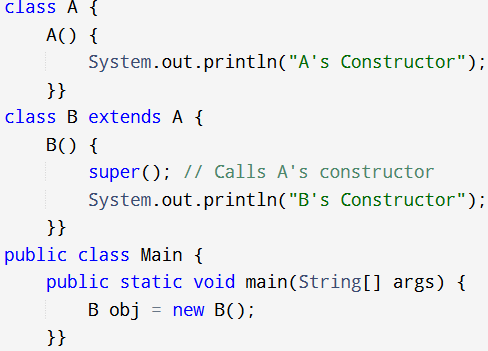 class A {
    A() {
        System.out.println("A's Constructor");
    }}
class B extends A {
    B() {
        super(); // Calls A's constructor
        System.out.println("B's Constructor");
    }}
public class Main {
    public static void main(String[] args) {
        B obj = new B();
    }}